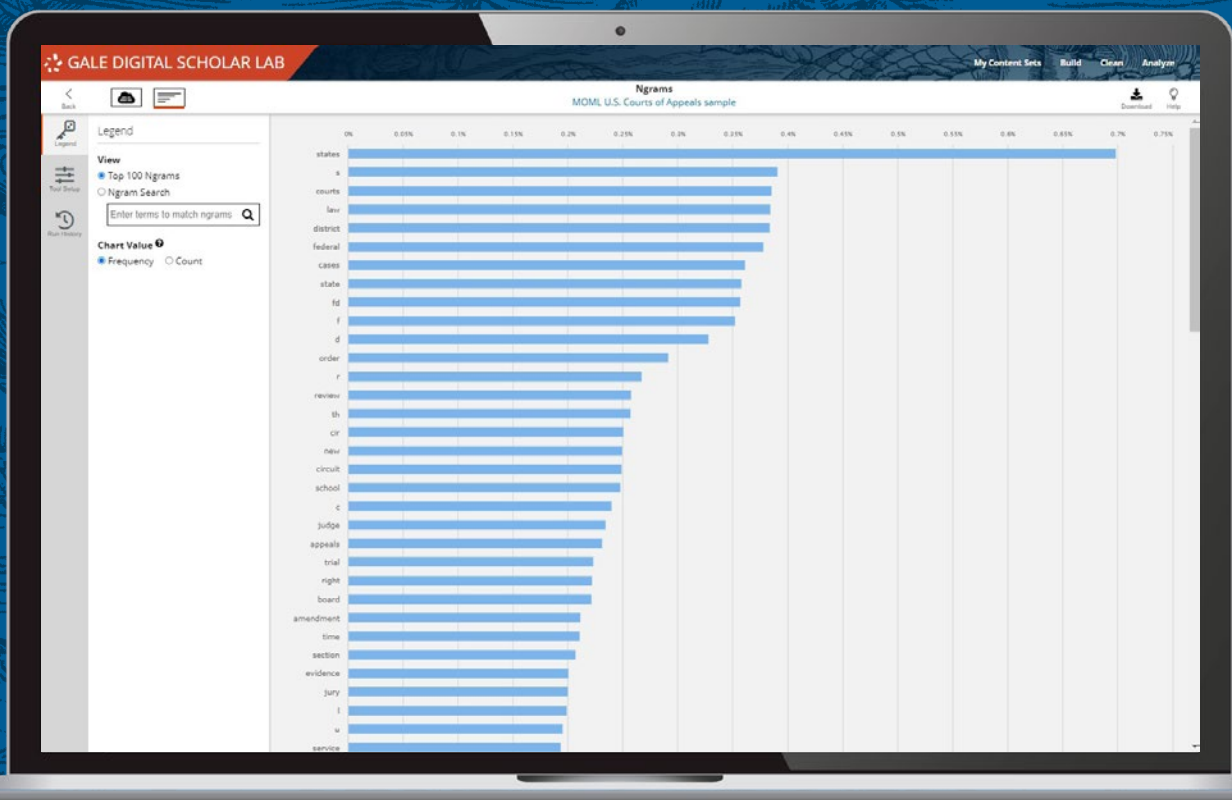 GALE DIGITAL SCHOLAR LAB
My Content Sets Build Clean Analyze
Back
Ngrams
MOML U.S. Courts of Appeals sample
Download Help
Legend
Tool Setup
Run History
Legend
View
Top 100 Ngrams
Ngram Search
Enter terms to match ngrams
Chart Value
Frequency Count
0% 0.05% 0.1% 0.15% 0.2% 0.25% 0.3% 0.35% 0.4% 0.45% 0.5% 0.55% 0.6% 0.65% 0.7% 0.75%
states
s
courts
law
district
federal
cases
state
fd
f
d
order
r
review
th
cir
new
circuit
school
c
judge
appeals
trial
right
board
amendment
time
section
evidence
jury
u
service